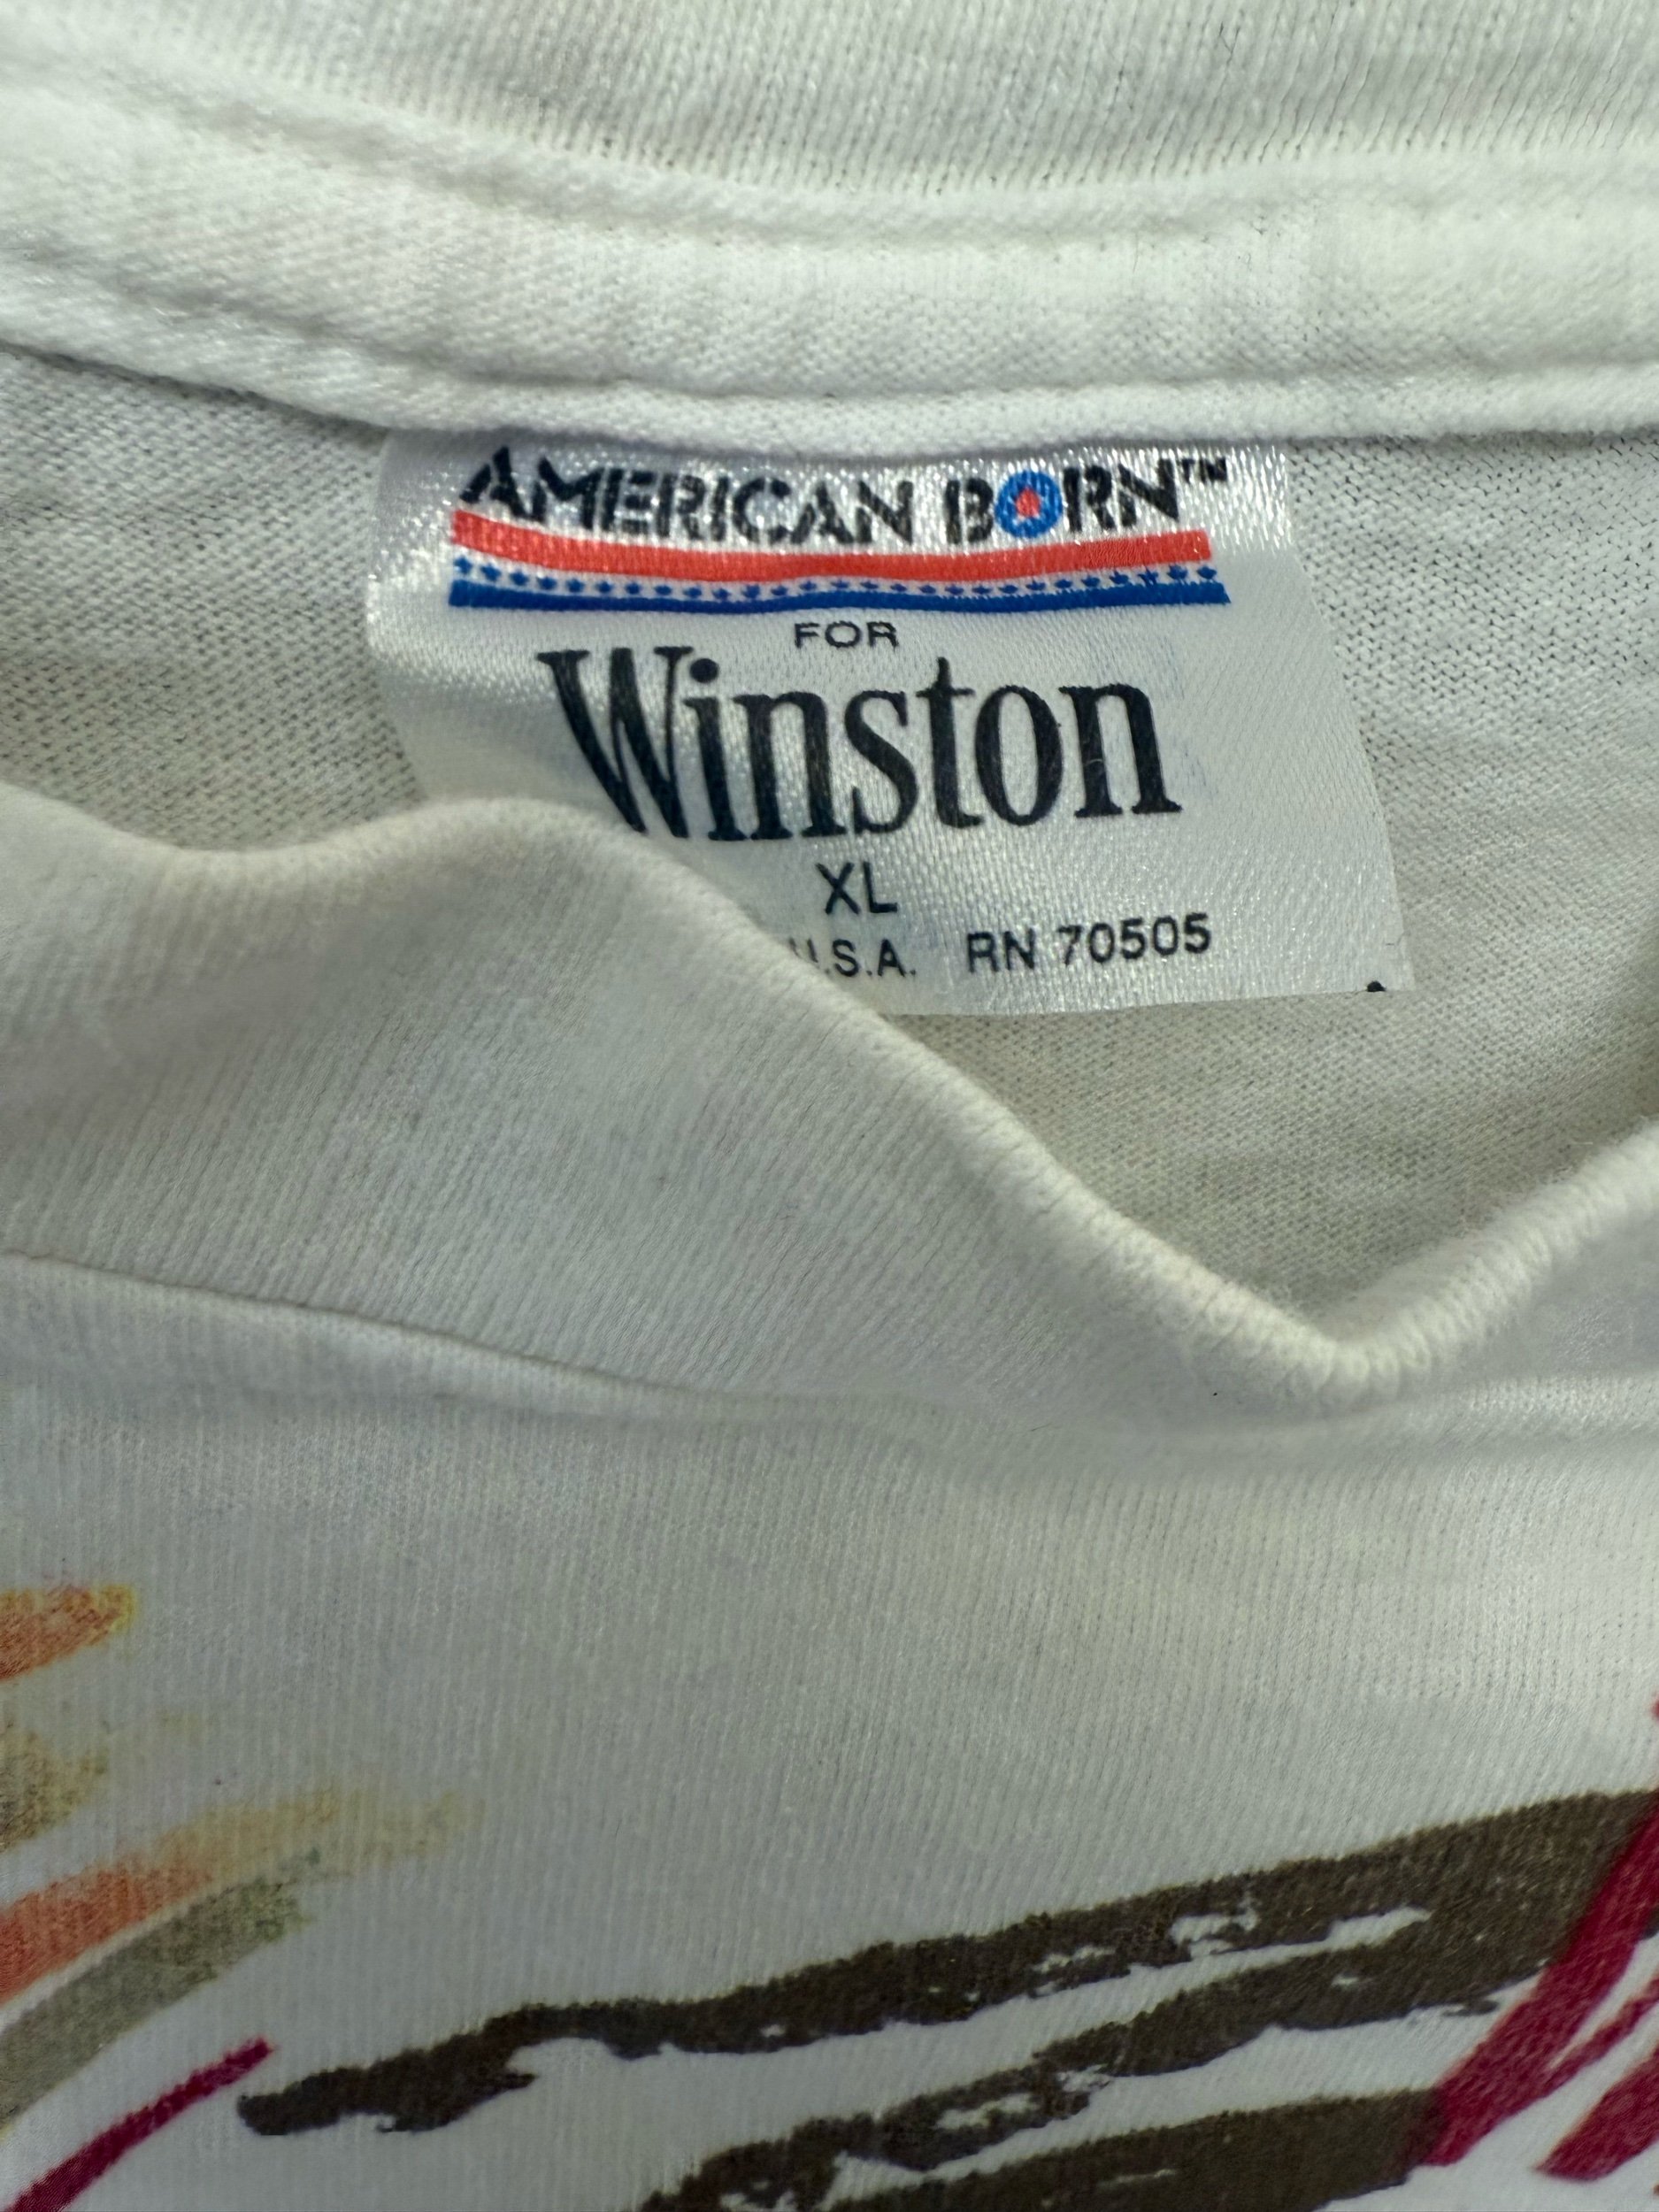 AMERICAN BORN™
FOR
Winston
XL
U.S.A. RN 70505